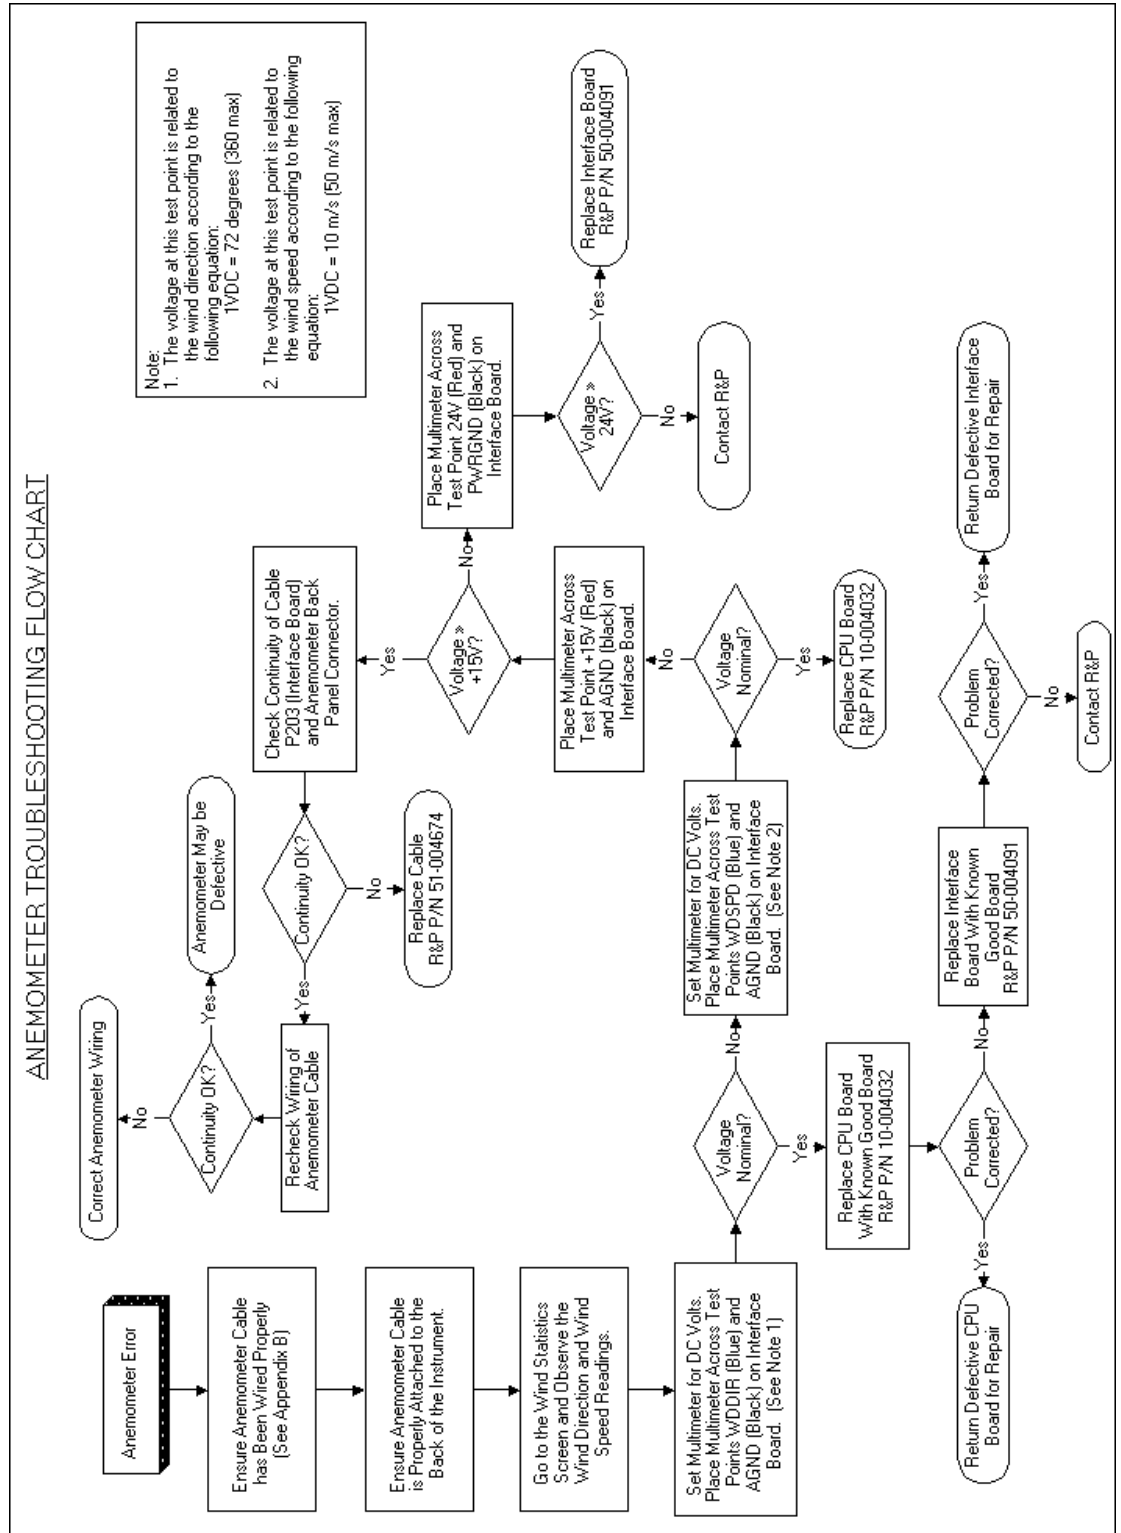 ANEMOMETER TROUBLESHOOTING FLOW CHART
Anemometer Error
Ensure Anemometer Cable
has Been Wired Properly
(See Appendix B)
Ensure Anemometer Cable
is Properly Attached to the
Back of the Instrument.
Go to the Wind Statistics
Screen and Observe the
Wind Direction and Wind
Speed Readings.
Set Multimeter for DC Volts.
Place Multimeter Across Test
Points WDDIR (Blue) and
AGND (Black) on Interface
Board. (See Note 1)
Voltage
Nominal?
Yes
No
Replace CPU Board
With Known Good Board
R&P P/N 10-004032
Problem
Corrected?
Yes
No
Return Defective CPU
Board for Repair
Replace Interface
Board With Known
Good Board
R&P P/N 50-004091
Problem
Corrected?
Yes
No
Return Defective Interface
Board for Repair
Contact R&P
Set Multimeter for DC Volts.
Place Multimeter Across Test
Points WDSPD (Blue) and
AGND (Black) on Interface
Board. (See Note 2)
Voltage
Nominal?
Yes
No
Replace CPU Board
R&P P/N 10-004032
Place Multimeter Across
Test Point +15V (Red)
and AGND (black) on
Interface Board.
Voltage »
+15V?
Yes
No
Place Multimeter Across
Test Point 24V (Red) and
PWRGND (Black) on
Interface Board.
Voltage »
24V?
Yes
No
Replace Interface Board
R&P P/N 50-004091
Contact R&P
Check Continuity of Cable
P203 (Interface Board)
and Anemometer Back
Panel Connector.
Continuity OK?
Yes
No
Replace Cable
R&P P/N 51-004674
Recheck Wiring of
Anemometer Cable
Continuity OK?
Yes
No
Anemometer May be
Defective
Correct Anemometer Wiring
Note:
1. The voltage at this test point is related to
the wind direction according to the
following equation:
1VDC = 72 degrees (360 max)
2. The voltage at this test point is related to
the wind speed according to the following
equation:
1VDC = 10 m/s (50 m/s max)